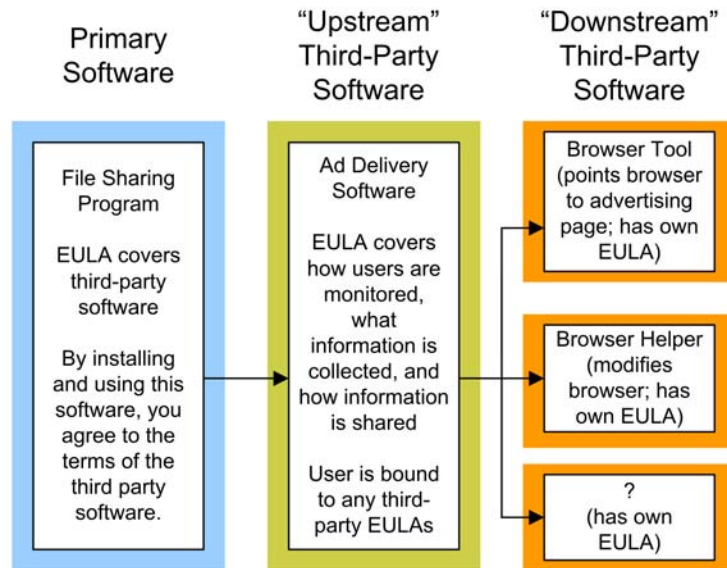 Primary
Software
“Upstream”
Third-Party
Software
“Downstream”
Third-Party
Software
File Sharing
Program
EULA covers
third-party
software
By installing
and using this
software, you
agree to the
terms of the
third party
software.
Ad Delivery
Software
EULA covers
how users are
monitored,
what
information is
collected, and
how information
is shared
User is bound
to any third-
party EULAs
Browser Tool
(points browser
to advertising
page; has own
EULA)
Browser Helper
(modifies
browser; has
own EULA)
?
(has own
EULA)